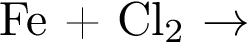 Fe + Cl₂ →